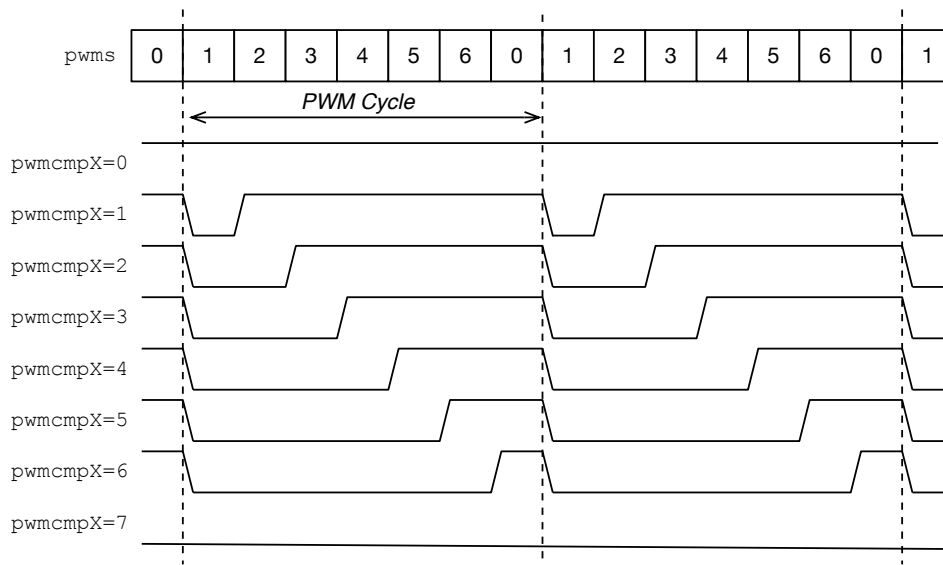 pwms 0 1 2 3 4 5 6 0 1 2 3 4 5 6 0 1
PWM Cycle
pwmcmpX=0
pwmcmpX=1
pwmcmpX=2
pwmcmpX=3
pwmcmpX=4
pwmcmpX=5
pwmcmpX=6
pwmcmpX=7